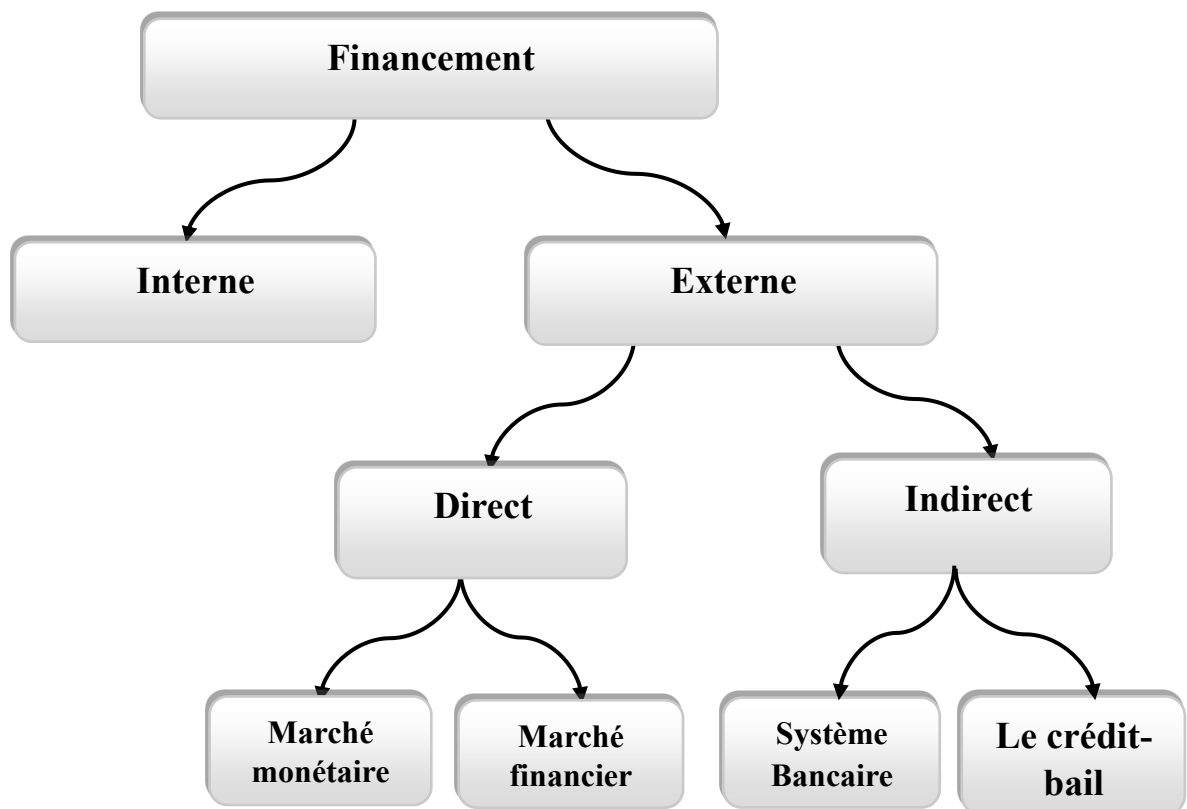 Financement
Interne
Externe
Direct
Indirect
Marché
monétaire
Marché
financier
Système
Bancaire
Le crédit-
bail